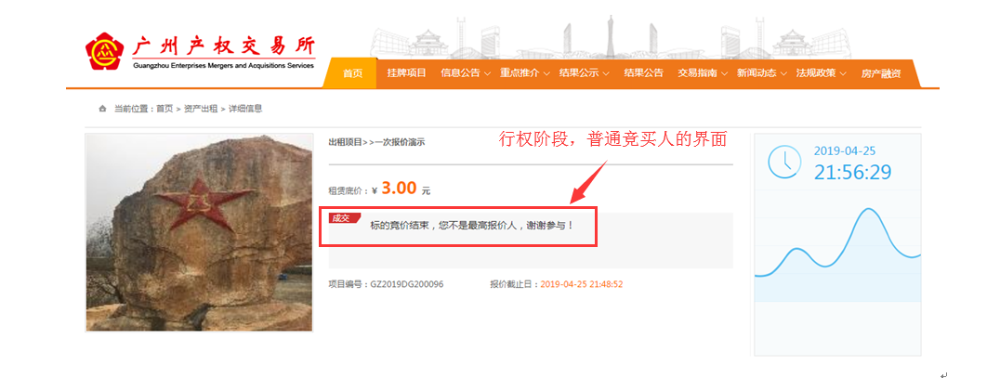 广州产权交易所
Guangzhou Enterprises Mergers and Acquisitions Services
首页 挂牌项目 信息公告 重点推介 结果公示 结果公告 交易指南 新闻动态 法规政策 房产融资
当前位置：首页 > 资产出租 > 详细信息
出租项目>>一次报价演示
行权阶段，普通竞买人的界面
2019-04-25
21:56:29
租赁底价：¥ 3.00 元
成交
标的竞价结束，您不是最高报价人，谢谢参与！
项目编号：GZ2019DG200096 报价截止日：2019-04-25 21:48:52